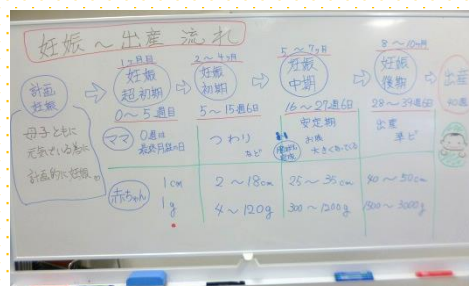 妊娠〜出産 流れ
計画
妊娠
母子ともに
元気でいる為に
計画的に妊娠。
1ヶ月目
妊娠
超初期
0〜5週目
2〜4ヶ月
妊娠
初期
5〜15週6日
5〜7ヶ月
妊娠
中期
16〜27週6日
8〜10ヶ月
妊娠
後期
28〜39週6日
出産
ママ
0週は
最終月経の日
つわり
など
安定期
お腹
大きくなってくる
出産
準ビ
赤ちゃん
1cm
1g
2〜18cm
4〜120g
25〜35cm
300〜1200g
40〜50cm
1500〜3000g